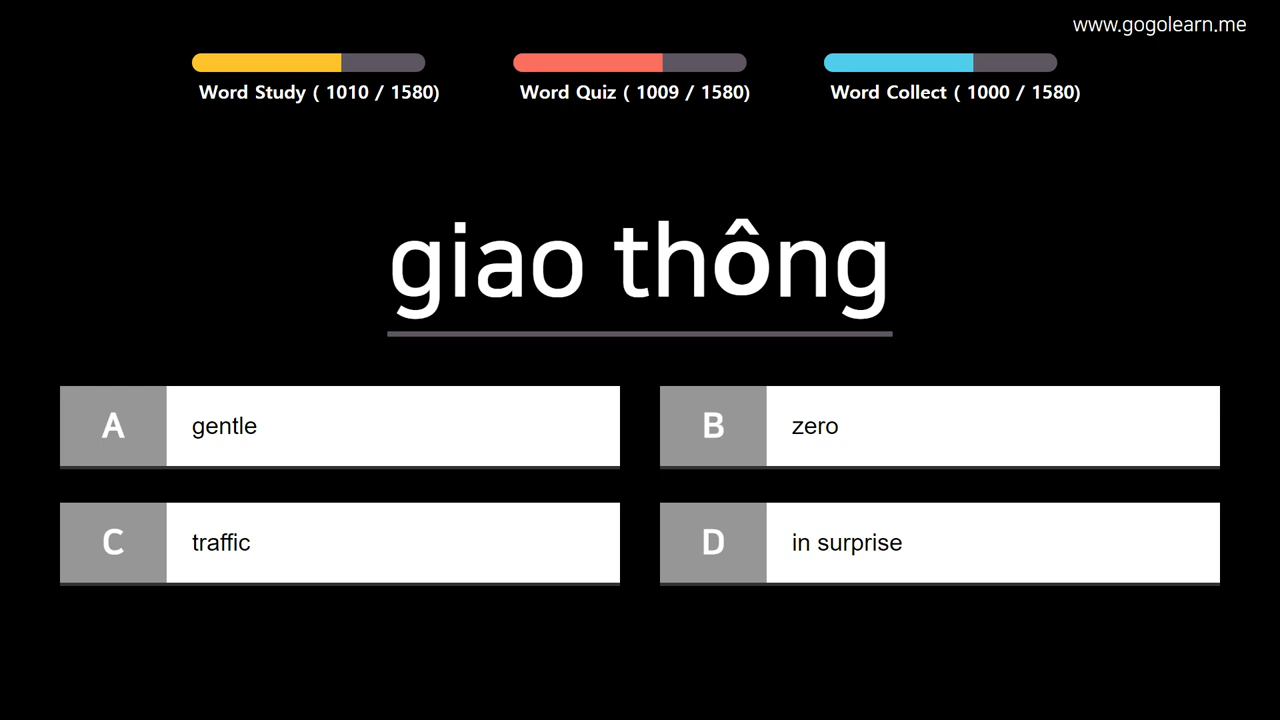 www.gogolearn.me
Word Study ( 1010 / 1580)
Word Quiz ( 1009 / 1580)
Word Collect ( 1000 / 1580)
giao thông
A gentle
B zero
C traffic
D in surprise